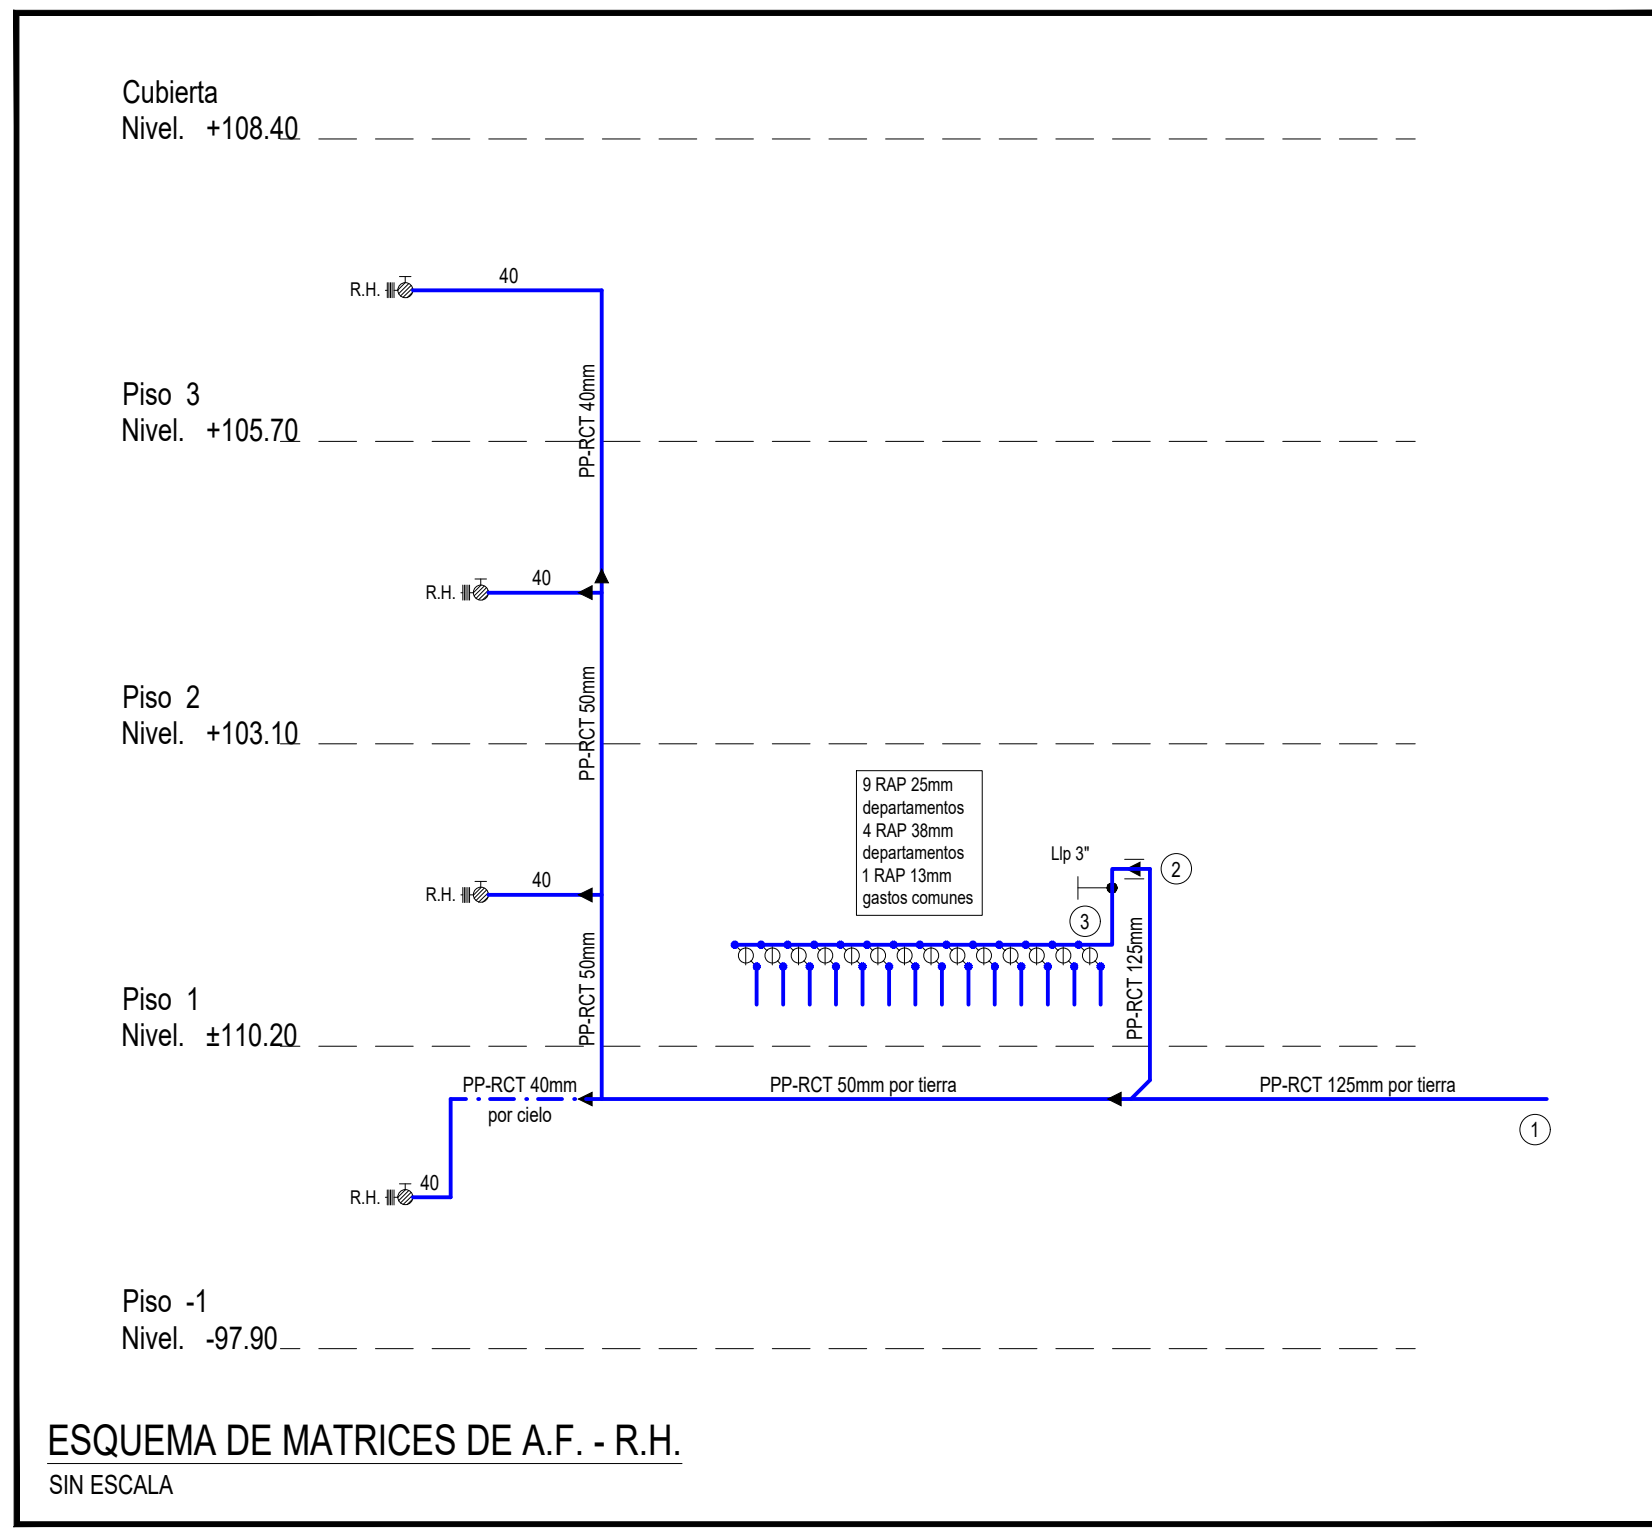 Cubierta
Nivel. +108.40
40
R.H.
PP-RCT 40mm
Piso 3
Nivel. +105.70
40
R.H.
PP-RCT 50mm
Piso 2
Nivel. +103.10
9 RAP 25mm
departamentos
4 RAP 38mm
departamentos
1 RAP 13mm
gastos comunes
Llp 3"
2
3
40
R.H.
PP-RCT 50mm
PP-RCT 125mm
Piso 1
Nivel. ±110.20
PP-RCT 40mm
por cielo
PP-RCT 50mm por tierra
PP-RCT 125mm por tierra
1
40
R.H.
Piso -1
Nivel. -97.90
ESQUEMA DE MATRICES DE A.F. - R.H.
SIN ESCALA